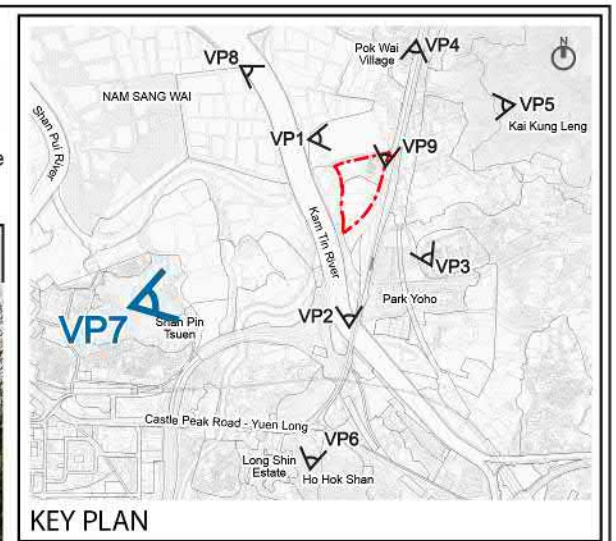 N
VP8
Pok Wai
Village
VP4
NAM SANG WAI
VP5
Kai Kung Leng
Shan Pui River
VP1
VP9
e
Kam Tin River
VP3
VP7
Shan Pin
Tsuen
VP2
Park Yoho
Castle Peak Road - Yuen Long
VP6
Long Shin
Estate
Ho Hok Shan
KEY PLAN